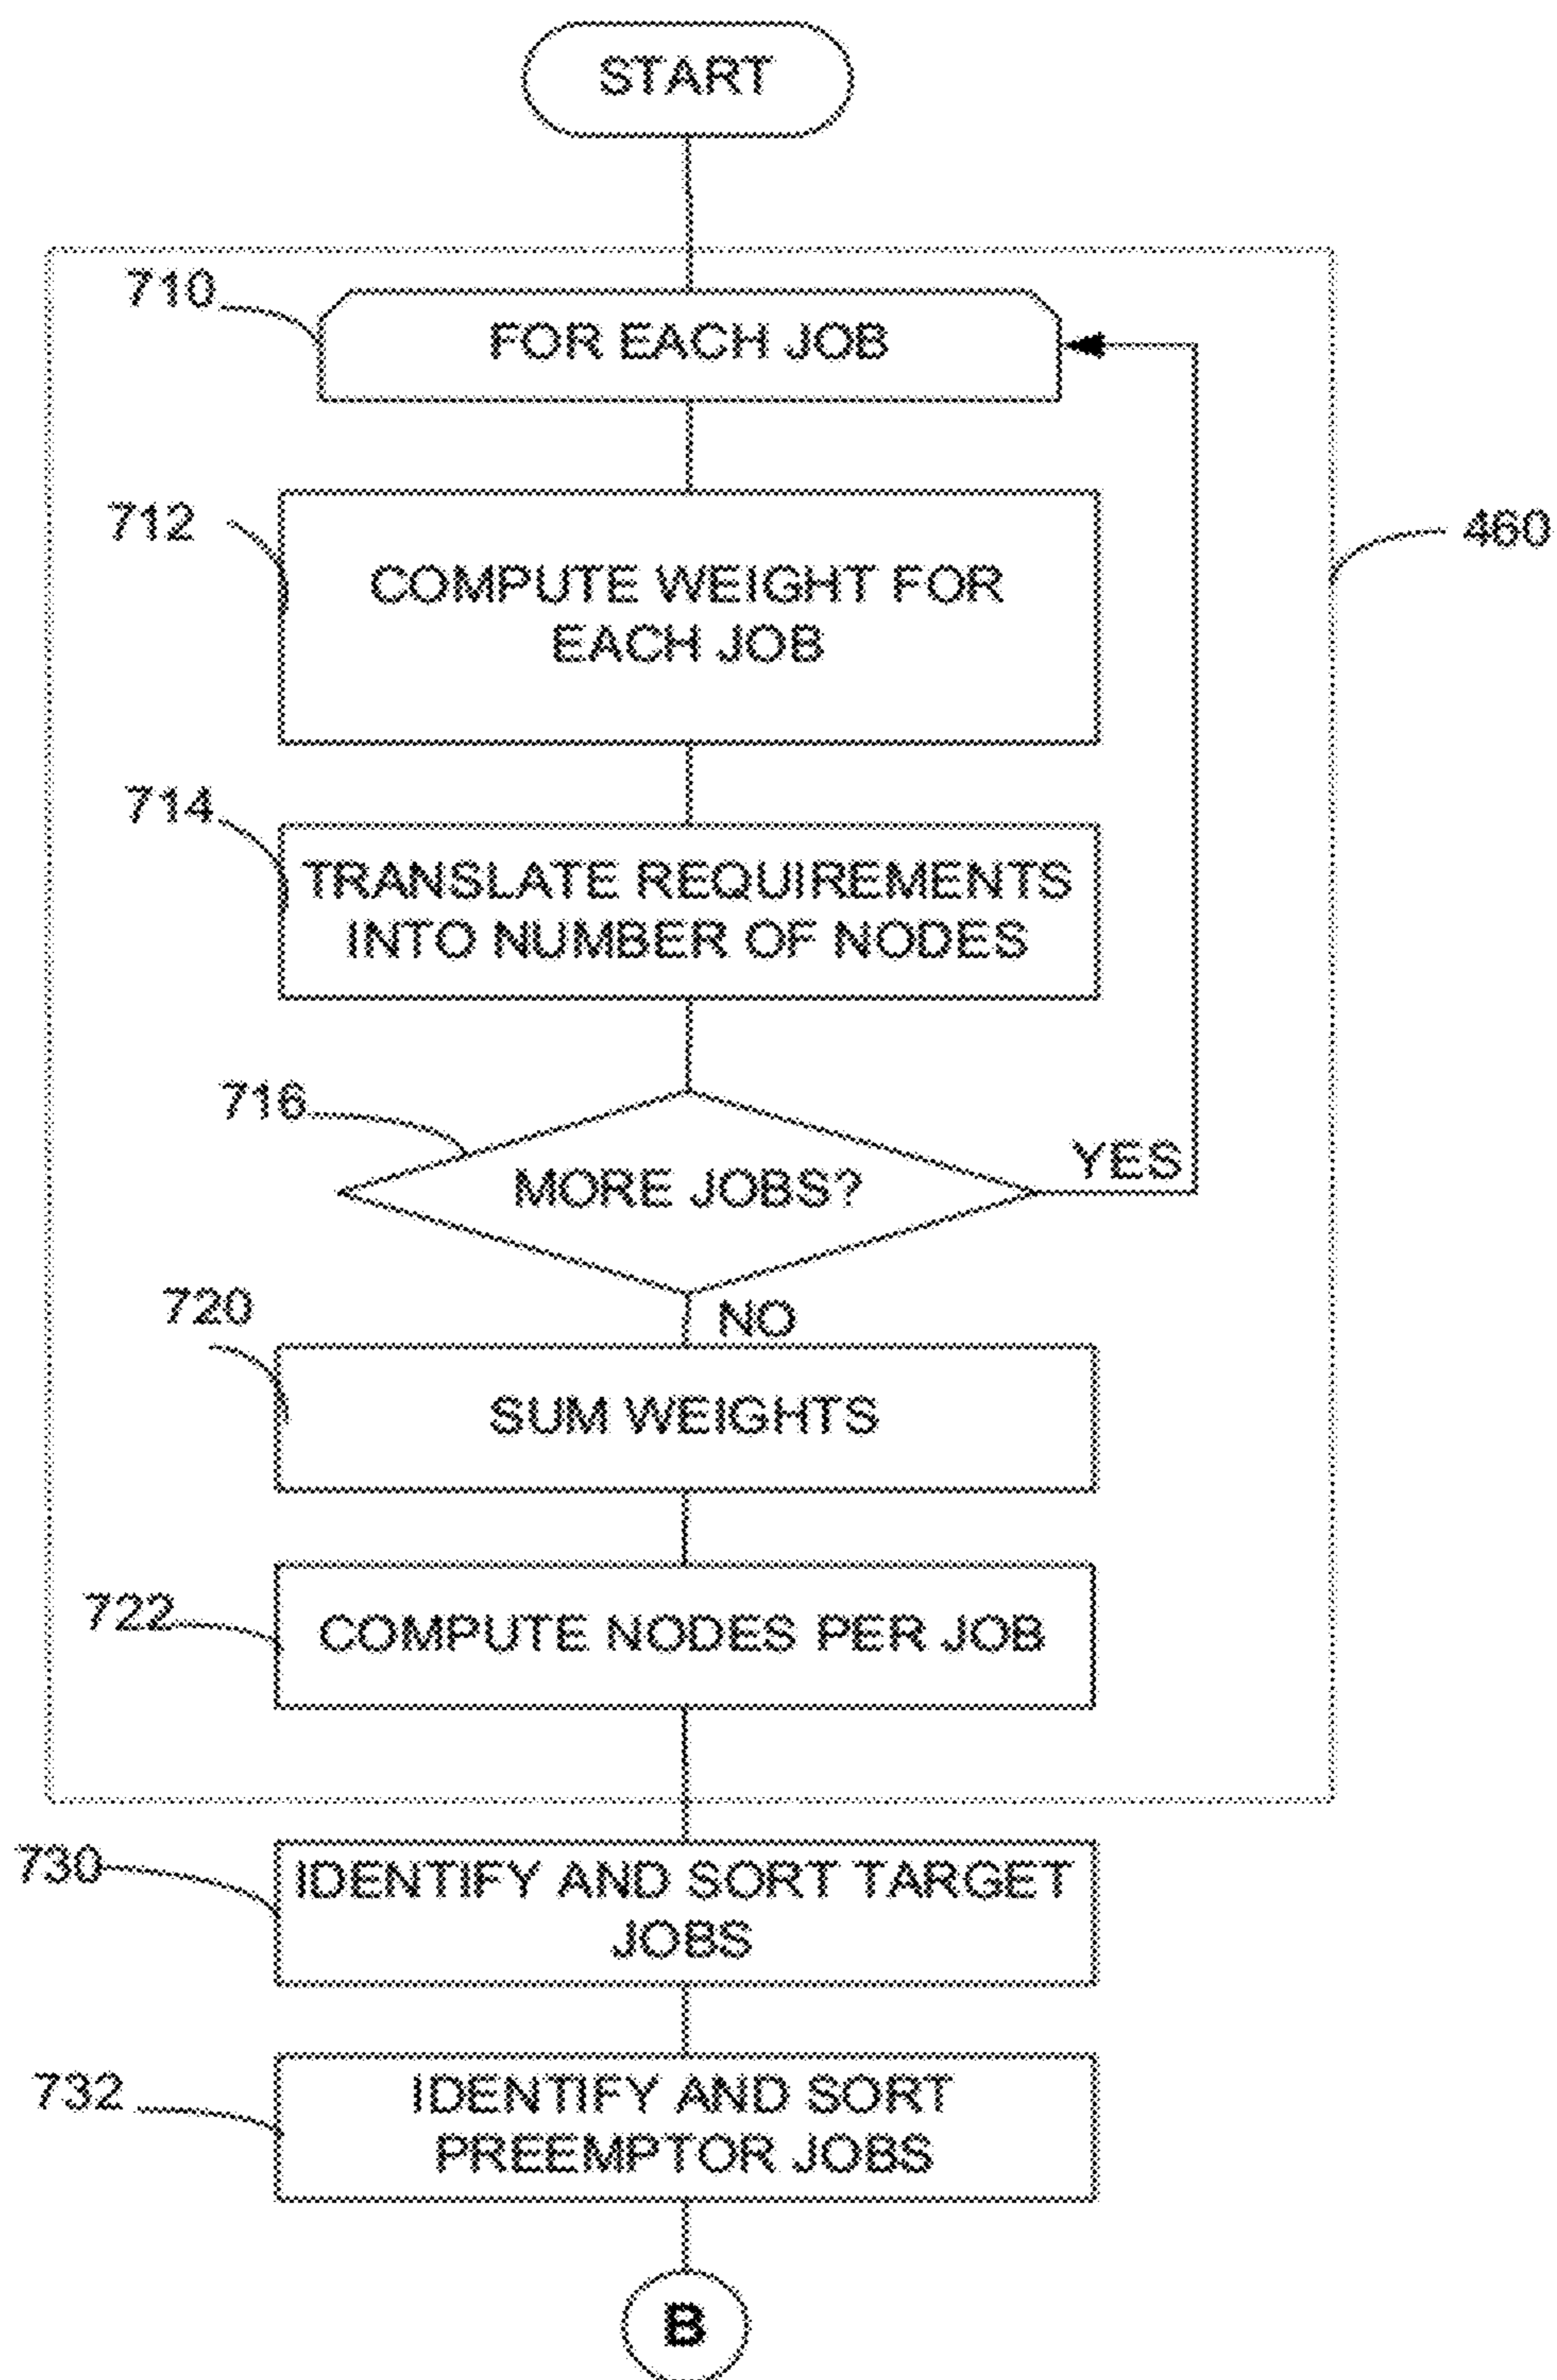 START
710
FOR EACH JOB
712
COMPUTE WEIGHT FOR
EACH JOB
460
714
TRANSLATE REQUIREMENTS
INTO NUMBER OF NODES
716
MORE JOBS?
YES
NO
720
SUM WEIGHTS
722
COMPUTE NODES PER JOB
730
IDENTIFY AND SORT TARGET
JOBS
732
IDENTIFY AND SORT
PREEMPTOR JOBS
B